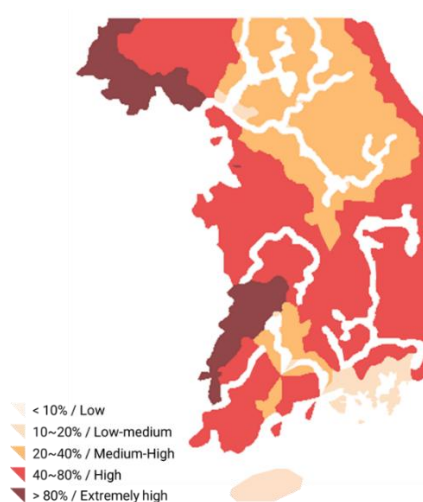 < 10% / Low
10~20% / Low-medium
20~40% / Medium-High
40~80% / High
> 80% / Extremely high